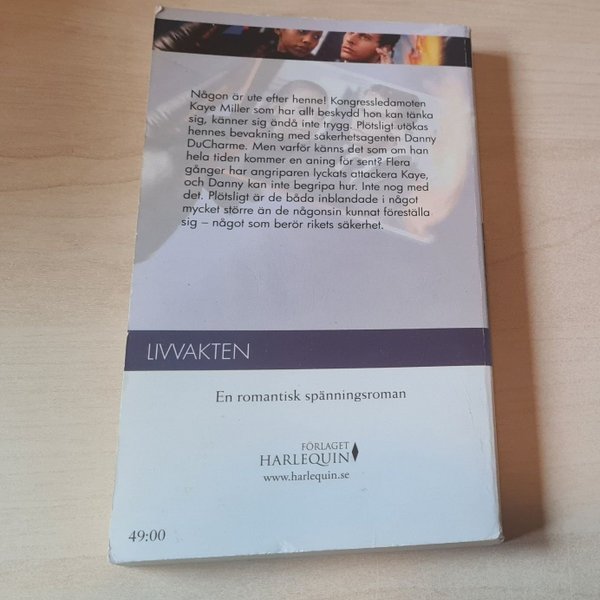 Någon är ute efter henne! Kongressledamoten
Kaye Miller som har allt beskydd hon kan tänka
sig, känner sig ändå inte trygg. Plötsligt utökas
hennes bevakning med säkerhetsagenten Danny
DuCharme. Men varför känns det som om han
hela tiden kommer en aning för sent? Flera
gånger har angriparen lyckats attackera Kaye,
och Danny kan inte begripa hur. Inte nog med
det. Plötsligt är de båda inblandade i något
mycket större än de någonsin kunnat föreställa
sig – något som berör rikets säkerhet.
LIVVAKTEN
En romantisk spänningsroman
FÖRLAGET
HARLEQUIN
www.harlequin.se
49:00